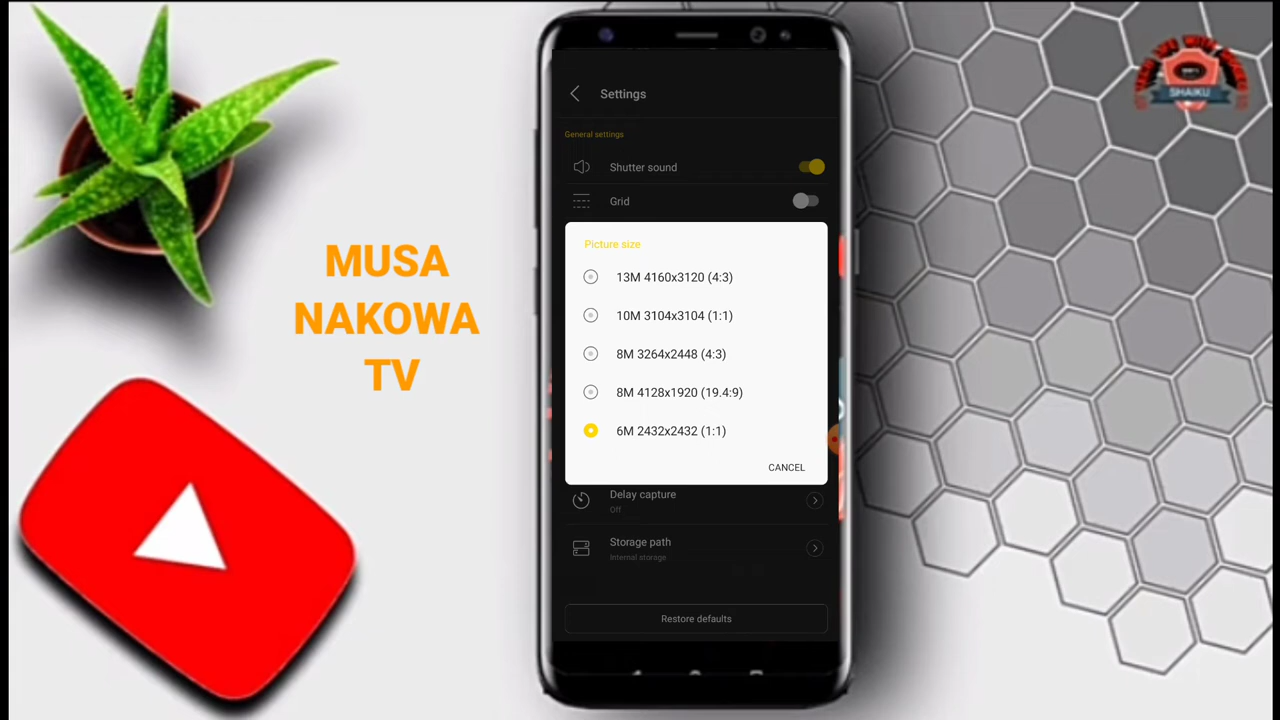 MUSA
NAKOWA
TV
Settings
General settings
Shutter sound
Grid
Picture size
13M 4160x3120 (4:3)
10M 3104x3104 (1:1)
8M 3264x2448 (4:3)
8M 4128x1920 (19.4:9)
6M 2432x2432 (1:1)
CANCEL
Delay capture
Off
Storage path
Internal storage
Restore defaults
SHAIKU